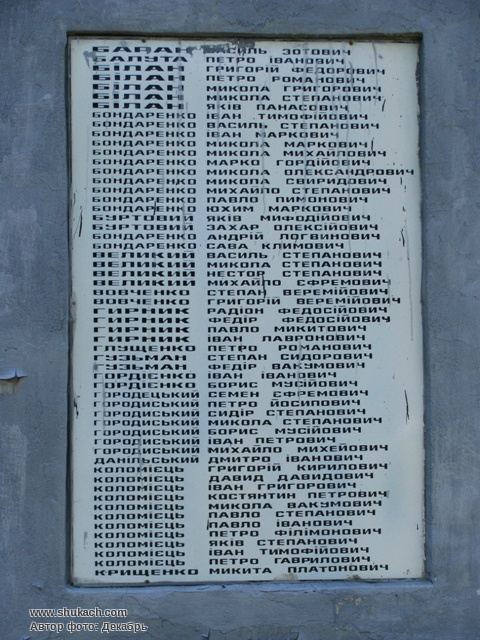 БАРАН ВАСИЛЬ ЗОТОВИЧ
БАЛУТА ПЕТРО ІВАНОВИЧ
БІЛАН ГРИГОРІЙ ФЕДОРОВИЧ
БІЛАН ПЕТРО РОМАНОВИЧ
БІЛАН МИКОЛА ГРИГОРОВИЧ
БІЛАН МИКОЛА СТЕПАНОВИЧ
БІЛАН ЯКІВ ПАНАСОВИЧ
БОНДАРЕНКО ІВАН ТИМОФІЙОВИЧ
БОНДАРЕНКО ВАСИЛЬ СТЕПАНОВИЧ
БОНДАРЕНКО ІВАН МАРКОВИЧ
БОНДАРЕНКО МИКОЛА МАРКОВИЧ
БОНДАРЕНКО МИКОЛА МИХАЙЛОВИЧ
БОНДАРЕНКО МАРКО ГОРДІЙОВИЧ
БОНДАРЕНКО МИКОЛА ОЛЕКСАНДРОВИЧ
БОНДАРЕНКО МИКОЛА СВИРИДОВИЧ
БОНДАРЕНКО МИХАЙЛО СТЕПАНОВИЧ
БОНДАРЕНКО ПАВЛО ПИМОНОВИЧ
БОНДАРЕНКО ЮХИМ МАРКОВИЧ
БУРТОВИЙ ЯКІВ МИФОДІЙОВИЧ
БУРТОВИЙ ЗАХАР ОЛЕКСІЙОВИЧ
БОНДАРЕНКО АНДРІЙ ЛОГВИНОВИЧ
БОНДАРЕНКО САВА КЛИМОВИЧ
ВЕЛИКИЙ ВАСИЛЬ СТЕПАНОВИЧ
ВЕЛИКИЙ МИКОЛА СТЕПАНОВИЧ
ВЕЛИКИЙ НЕСТОР СТЕПАНОВИЧ
ВЕЛИКИЙ МИХАЙЛО ЄФРЕМОВИЧ
ВОВЧЕНКО СТЕПАН ВЕРЕМІЙОВИЧ
ВОВЧЕНКО ГРИГОРІЙ ВЕРЕМІЙОВИЧ
ГИРНИК РАДІОН ФЕДОСІЙОВИЧ
ГИРНИК ФЕДІР ФЕДОСІЙОВИЧ
ГИРНИК ПАВЛО МИКИТОВИЧ
ГИРНИК ІВАН ЛАВРОНОВИЧ
ГЛУЩЕНКО ПЕТРО РОМАНОВИЧ
ГУЗЬМАН СТЕПАН СИДОРОВИЧ
ГУЗЬМАН ФЕДІР ВАКУМОВИЧ
ГОРДІЄНКО ІВАН ІВАНОВИЧ
ГОРДІЄНКО БОРИС МУСІЙОВИЧ
ГОРОДЕЦЬКИЙ СЕМЕН ЄФРЕМОВИЧ
ГОРОДИСЬКИЙ ПЕТРО ЙОСИПОВИЧ
ГОРОДИСЬКИЙ СИДІР СТЕПАНОВИЧ
ГОРОДИСЬКИЙ МИКОЛА СТЕПАНОВИЧ
ГОРОДИСЬКИЙ БОРИС МУСІЙОВИЧ
ГОРОДИСЬКИЙ ІВАН ПЕТРОВИЧ
ГОРОДИСЬКИЙ МИХАЙЛО МИХЕЙОВИЧ
ДАНІЛЬСЬКИЙ ДМИТРО ІВАНОВИЧ
КОЛОМІЄЦЬ ГРИГОРІЙ КИРИЛОВИЧ
КОЛОМІЄЦЬ ДАВИД ДАВИДОВИЧ
КОЛОМІЄЦЬ ІВАН ГРИГОРОВИЧ
КОЛОМІЄЦЬ КОСТЯНТИН ПЕТРОВИЧ
КОЛОМІЄЦЬ МИКОЛА ВАКУМОВИЧ
КОЛОМІЄЦЬ ПАВЛО СТЕПАНОВИЧ
КОЛОМІЄЦЬ ПАВЛО ІВАНОВИЧ
КОЛОМІЄЦЬ ПЕТРО ФІЛІМОНОВИЧ
КОЛОМІЄЦЬ ЯКІВ СТЕПАНОВИЧ
КОЛОМІЄЦЬ ІВАН ТИМОФІЙОВИЧ
КОЛОМІЄЦЬ ПЕТРО ГАВРИЛОВИЧ
КРИЩЕНКО МИКИТА ПЛАТОНОВИЧ
www.shukach.com
Автор фото: Декабрь